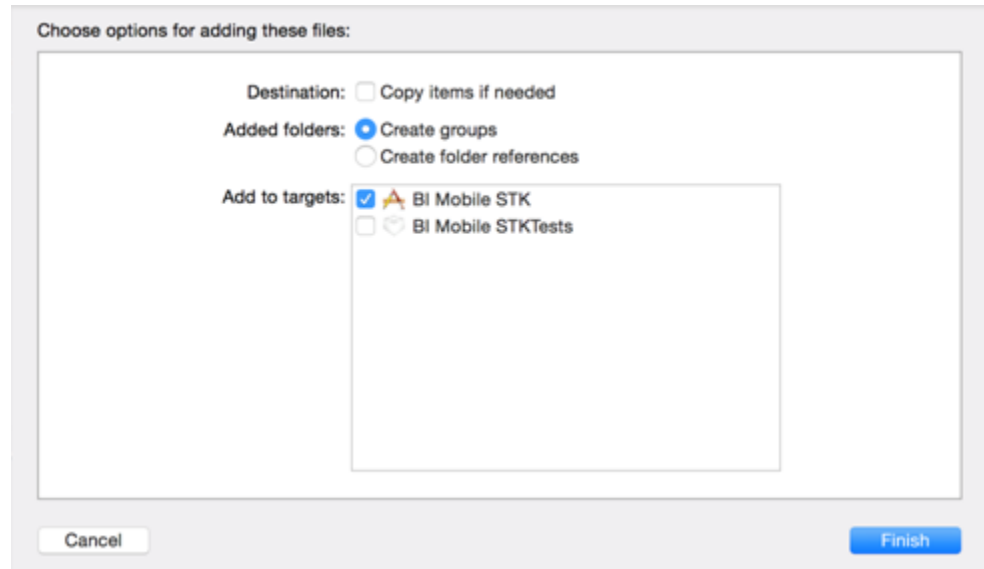 Choose options for adding these files:
Destination: Copy items if needed
Added folders: Create groups
Create folder references
Add to targets: BI Mobile STK
BI Mobile STKTests
Cancel Finish